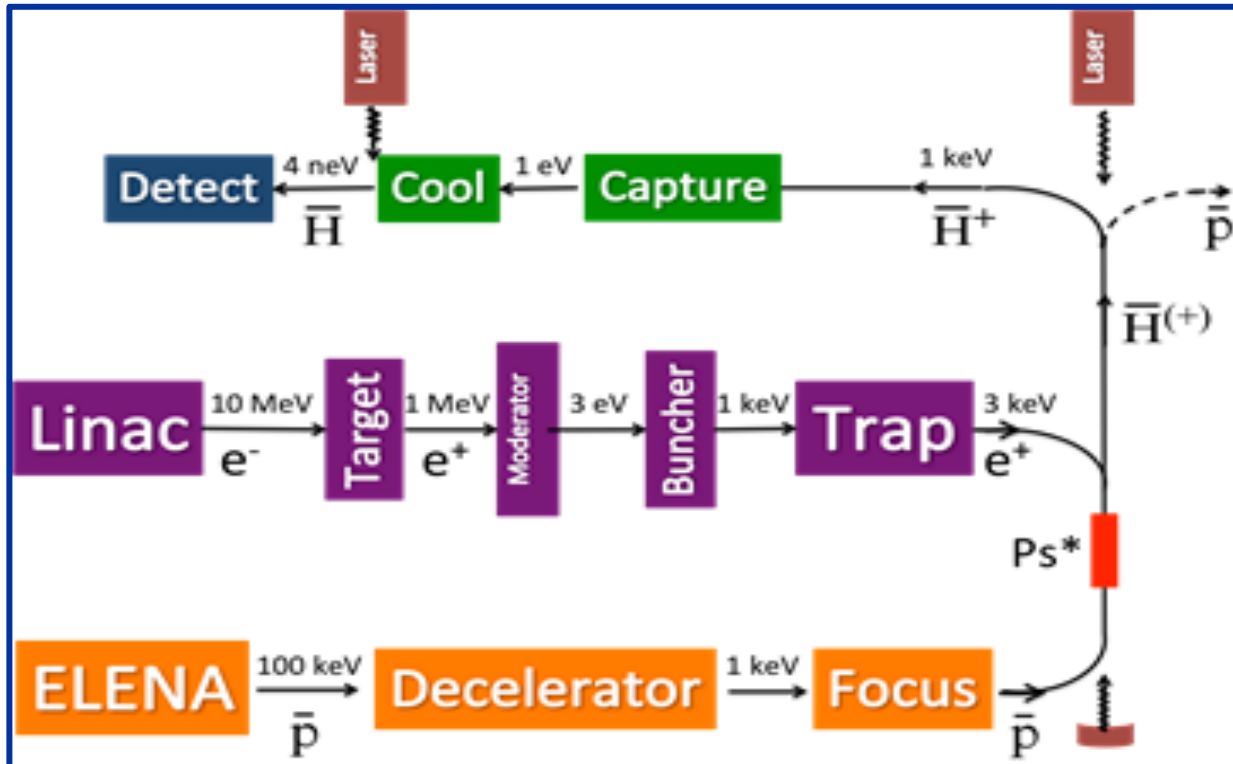 Laser
Laser
Detect
4 neV
H̅
Cool
1 eV
Capture
1 keV
H̅⁺
p̄
H̅⁽⁺⁾
Linac
10 MeV
e⁻
Target
1 MeV
e⁺
Moderator
3 eV
Buncher
1 keV
Trap
3 keV
e⁺
Ps*
ELENA
100 keV
p̄
Decelerator
1 keV
Focus
p̄